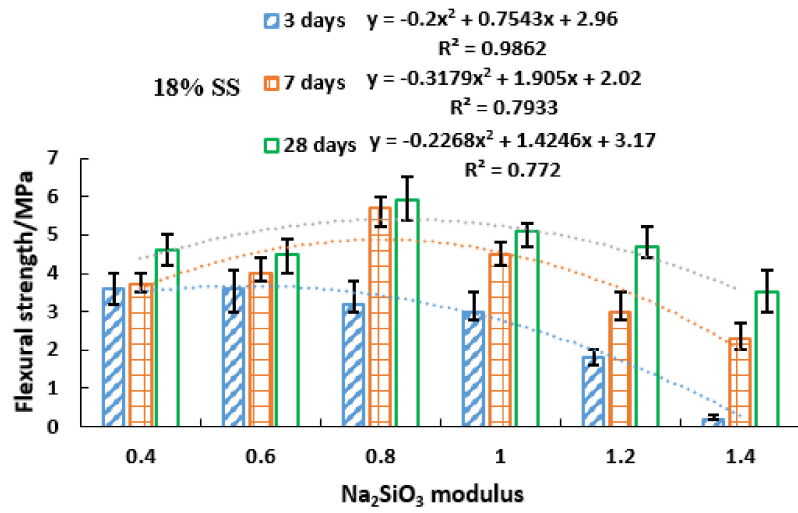 3 days y = -0.2x² + 0.7543x + 2.96
R² = 0.9862
18% SS
7 days y = -0.3179x² + 1.905x + 2.02
R² = 0.7933
28 days y = -0.2268x² + 1.4246x + 3.17
R² = 0.772
Flexural strength/MPa
7
6
5
4
3
2
1
0
0.4 0.6 0.8 1 1.2 1.4
Na₂SiO₃ modulus